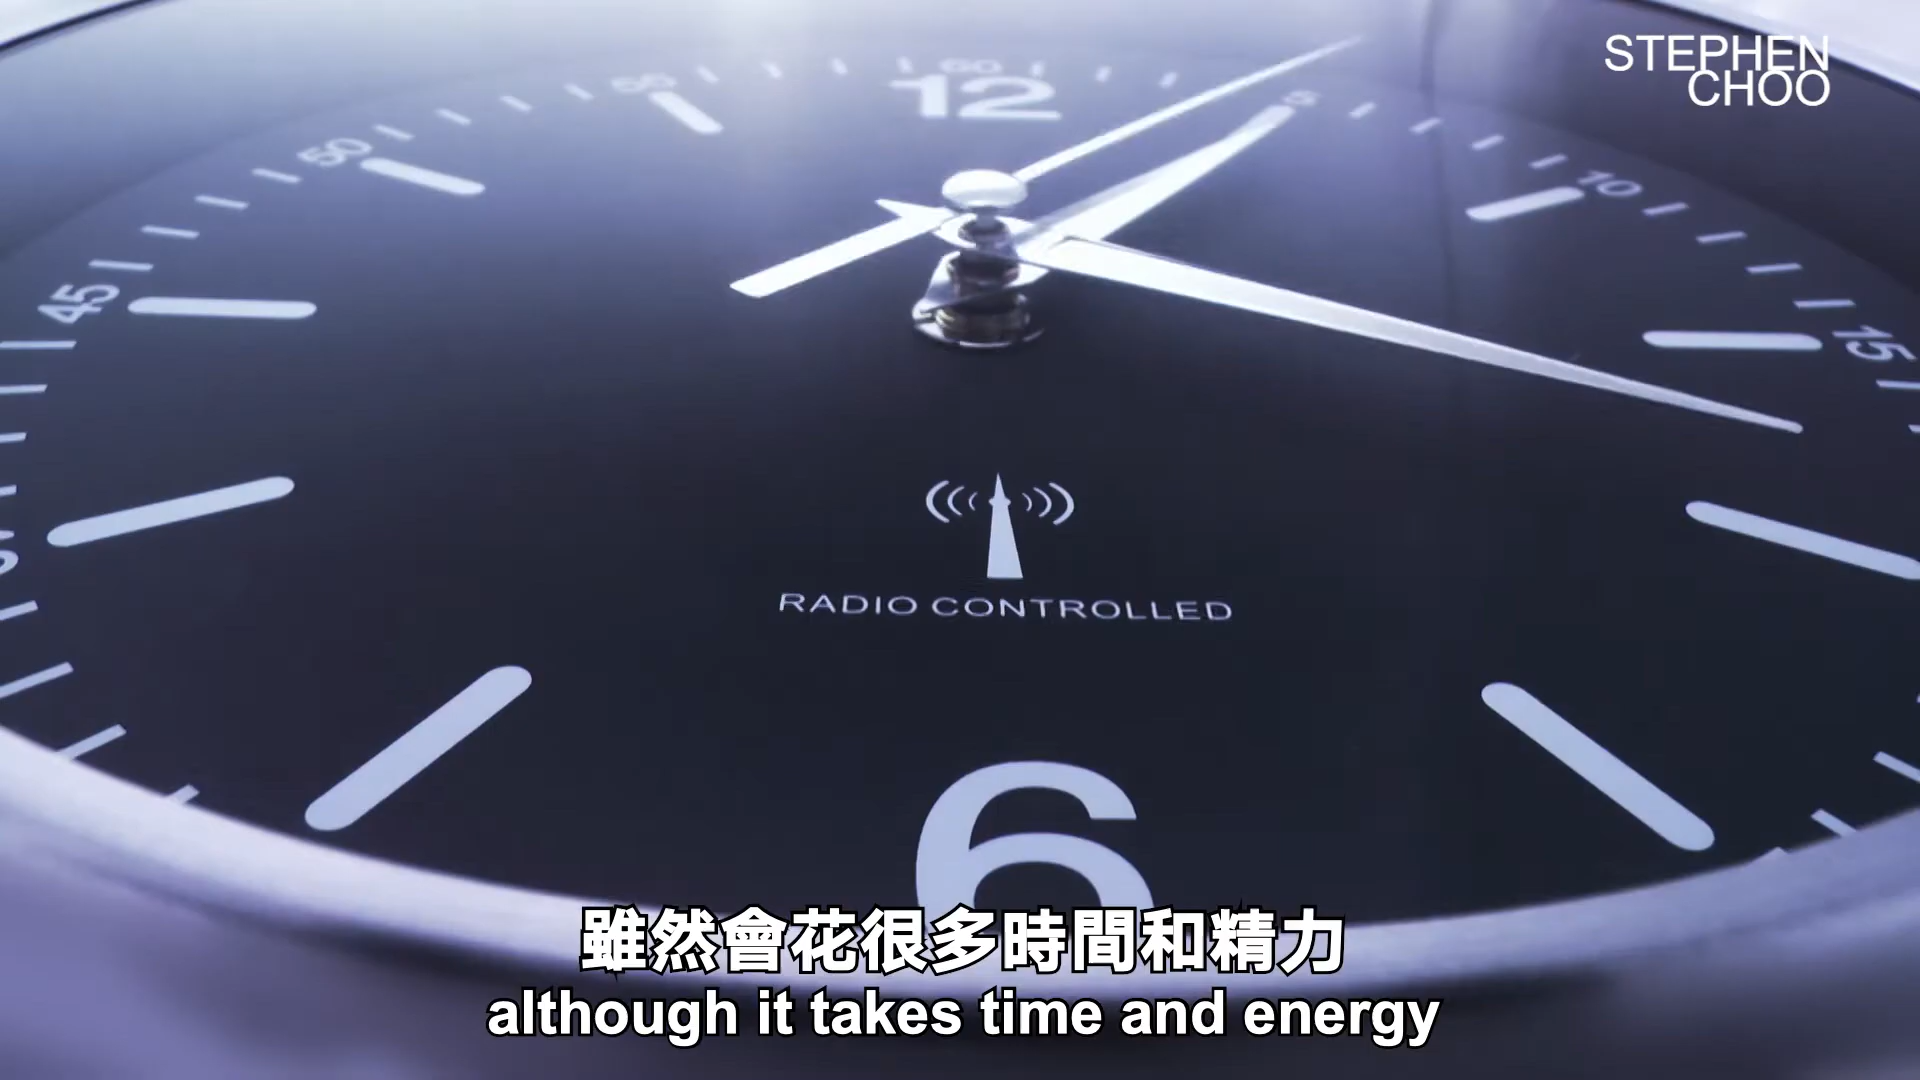 STEPHEN
CHOO
55
60
5
12
50
10
45
15
RADIO CONTROLLED
6
雖然會花很多時間和精力
although it takes time and energy